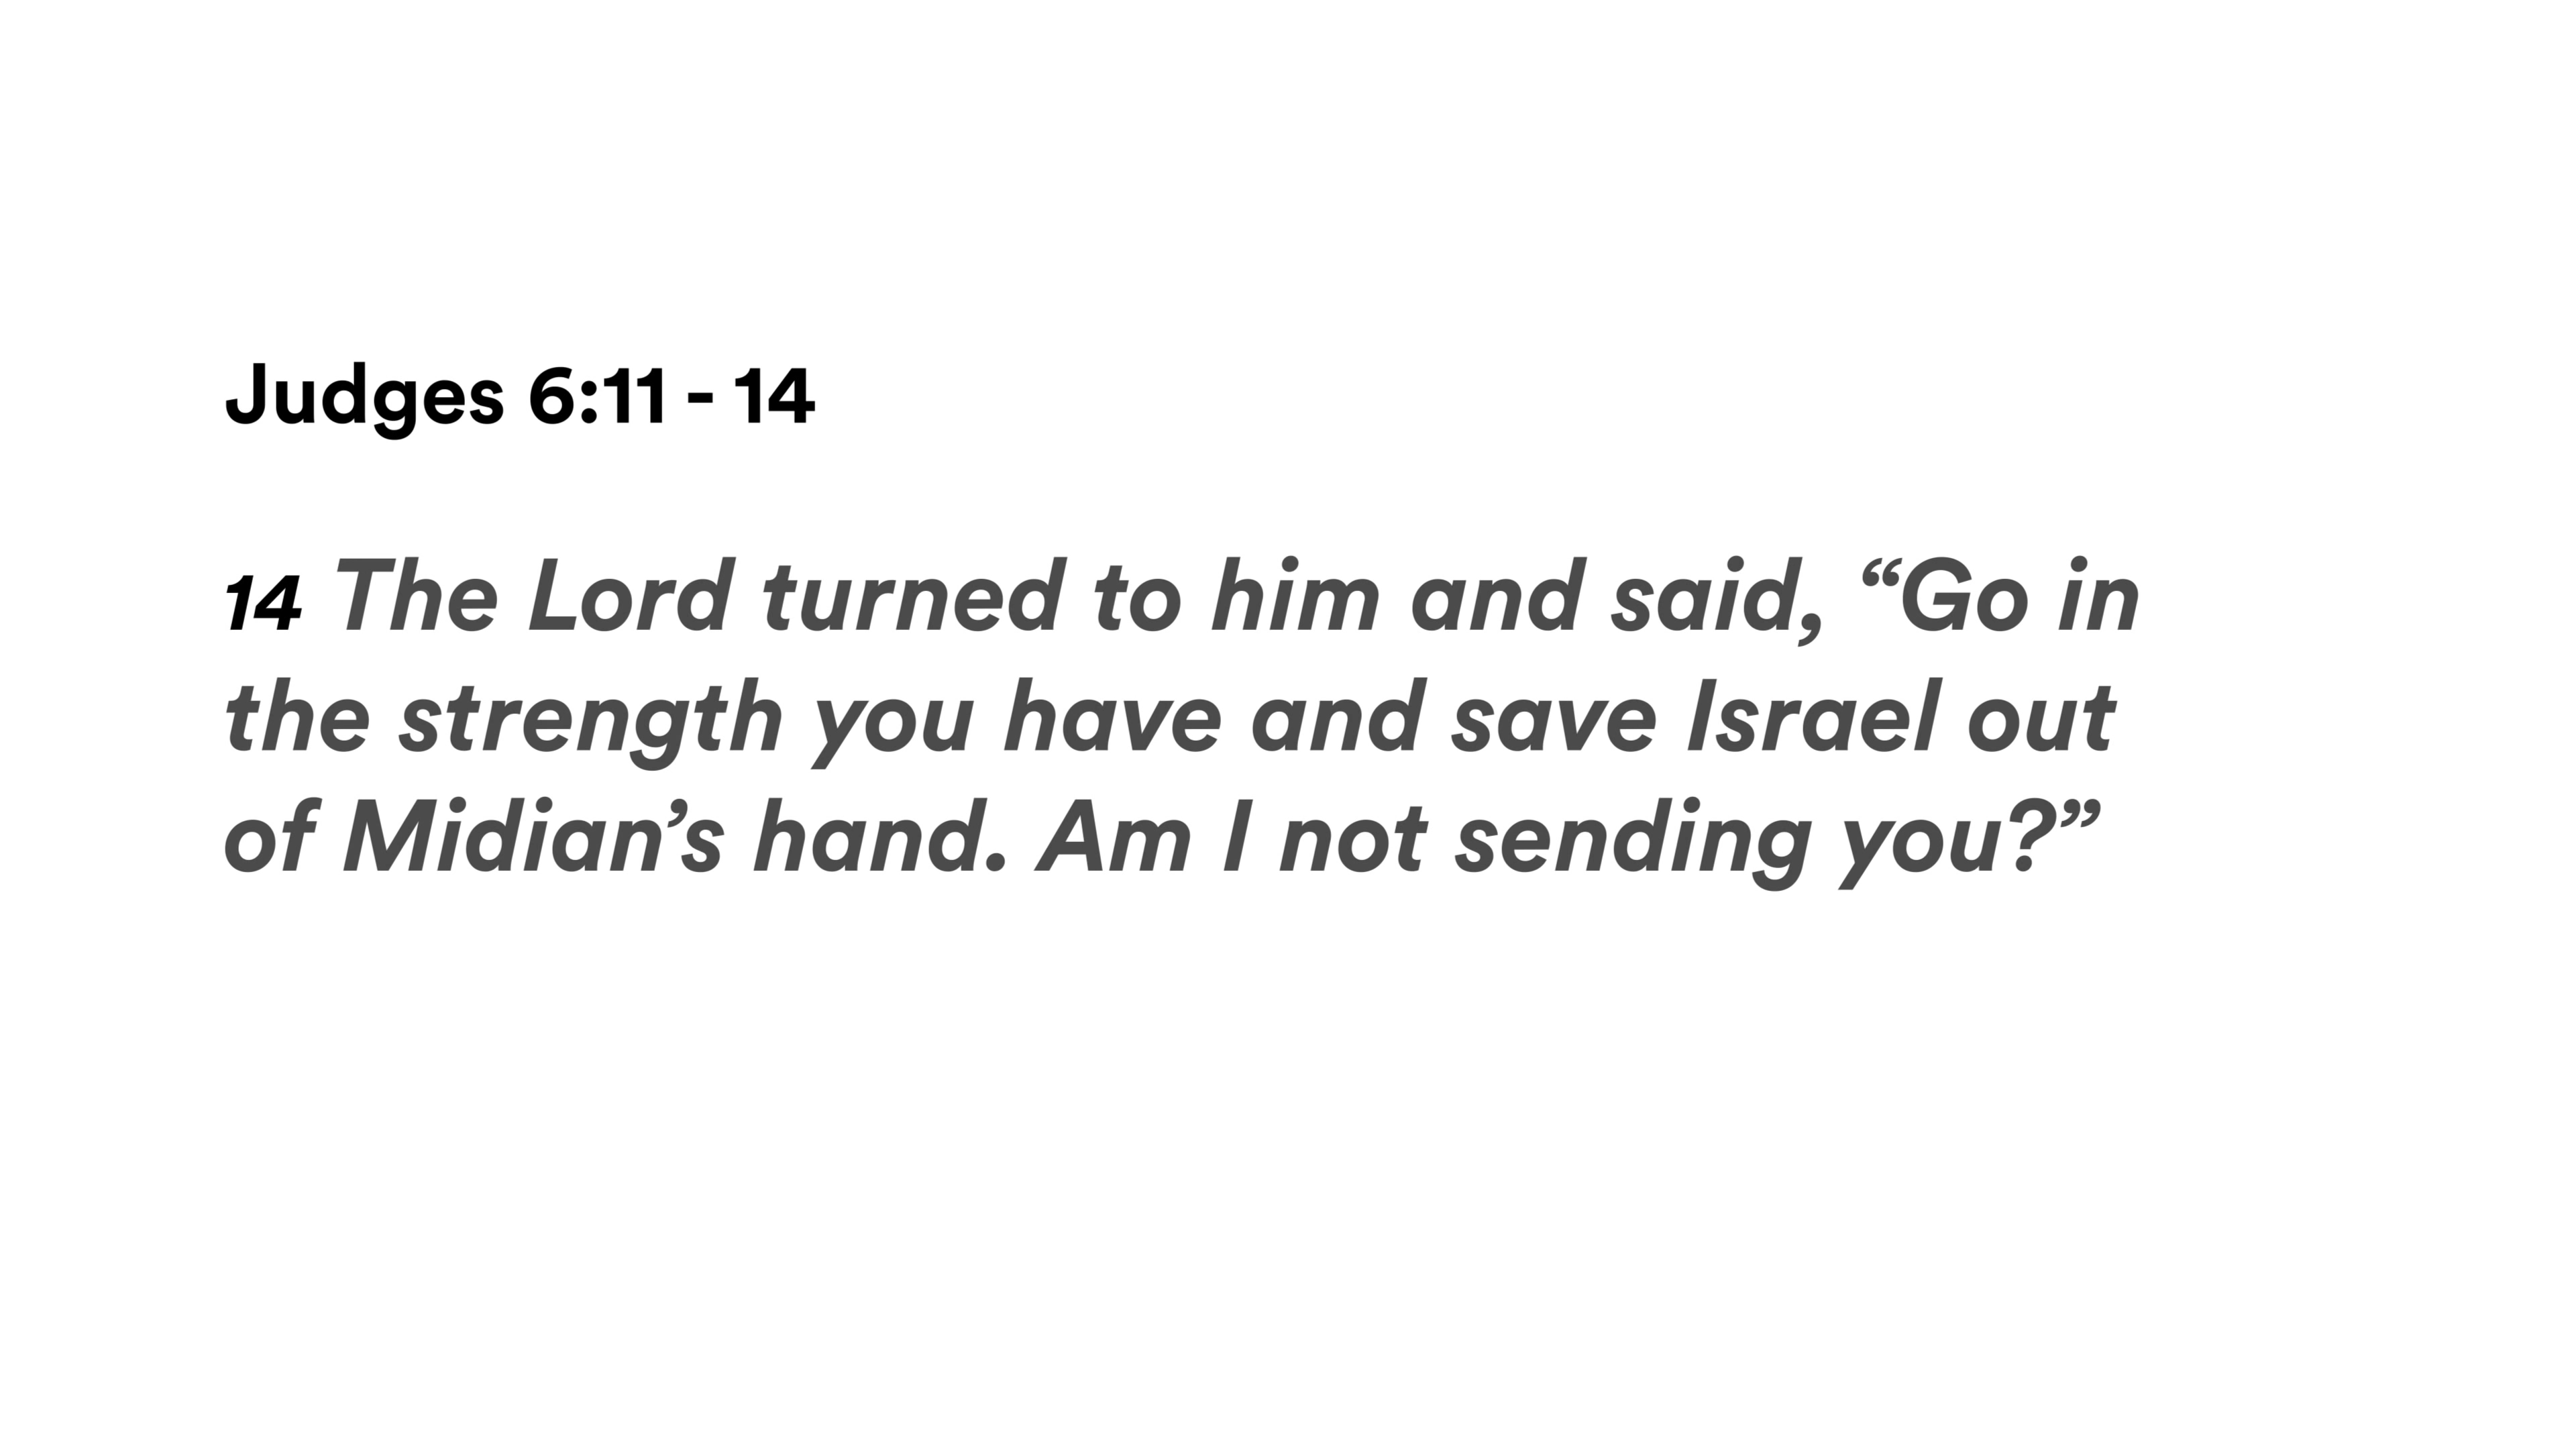 Judges 6:11 - 14
14 The Lord turned to him and said, “Go in
the strength you have and save Israel out
of Midian’s hand. Am I not sending you?”